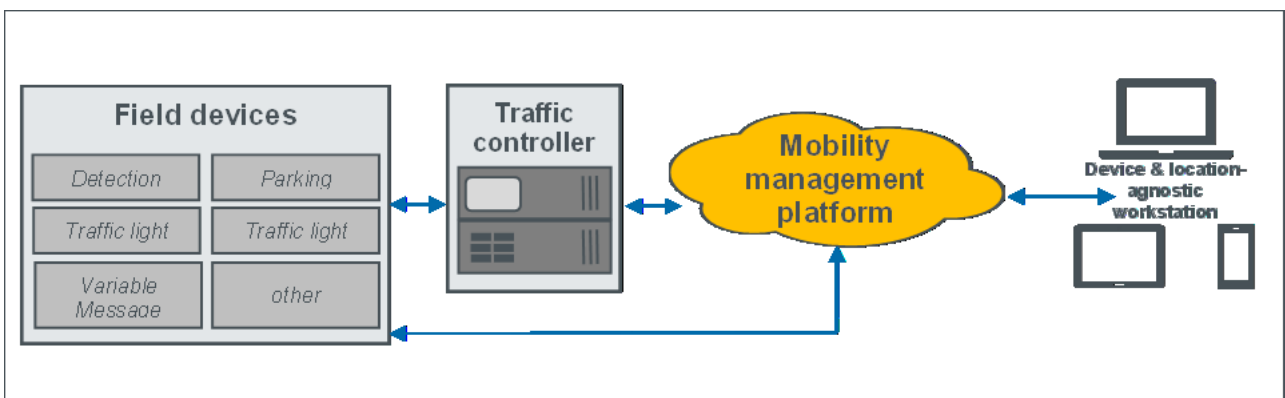 Field devices
Detection
Parking
Traffic light
Traffic light
Variable
Message
other
Traffic
controller
Mobility
management
platform
Device & location-
agnostic
workstation